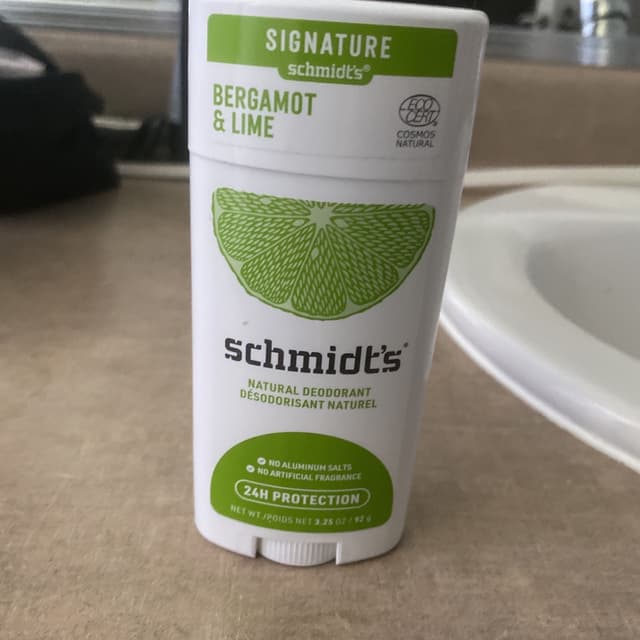 SIGNATURE
schmidt's®
BERGAMOT
& LIME
ECO
CERT
COSMOS
NATURAL
schmidt's
NATURAL DEODORANT
DÉSODORISANT NATUREL
NO ALUMINUM SALTS
NO ARTIFICIAL FRAGRANCE
24H PROTECTION
NET WT./POIDS NET 3.25 OZ / 92 g